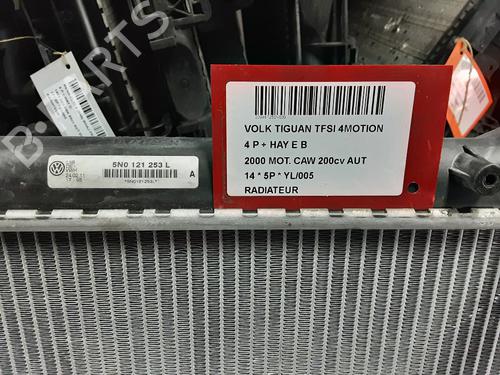 B-PARTS
5N0 121 253 L
A
*5N0121253L*
VOLK TIGUAN TFSI 4MOTION
4 P + HAY E B
2000 MOT. CAW 200cv AUT
14 * 5P * YL/005
RADIATEUR